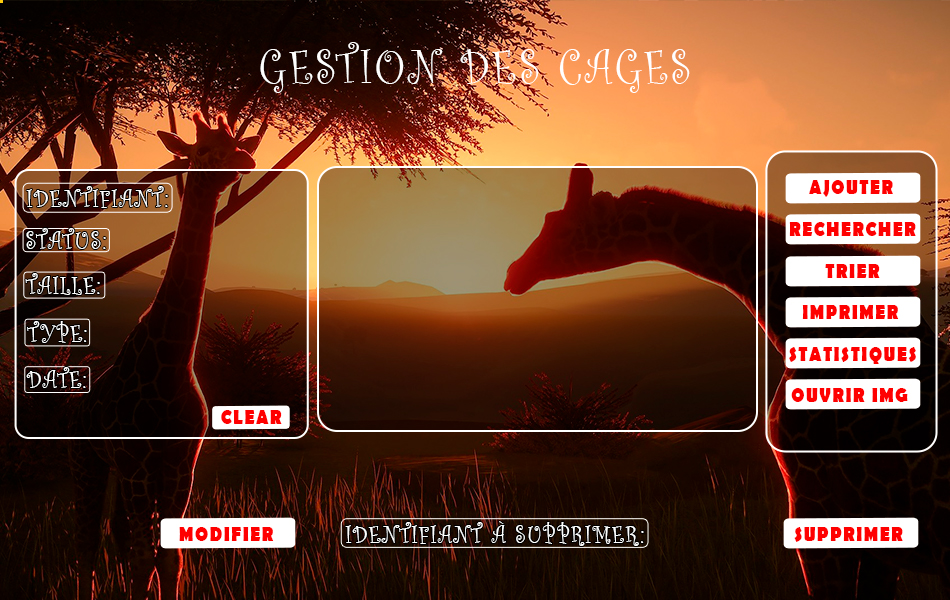 GESTION DES CAGES
IDENTIFIANT:
STATUS:
TAILLE:
TYPE:
DATE:
CLEAR
AJOUTER
RECHERCHER
TRIER
IMPRIMER
STATISTIQUES
OUVRIR IMG
MODIFIER
IDENTIFIANT À SUPPRIMER:
SUPPRIMER